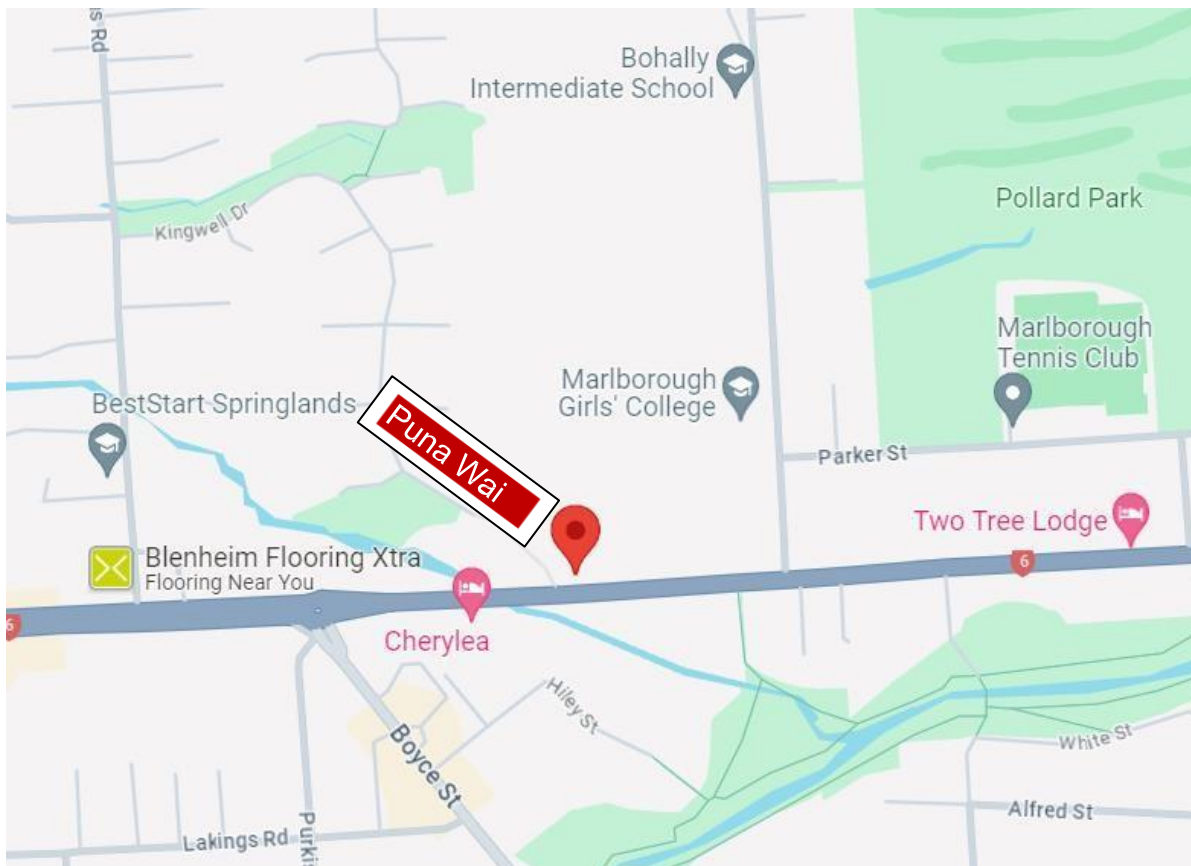 s Rd
Bohally
Intermediate School
Pollard Park
Kingwell Dr
Marlborough
Tennis Club
Marlborough
Girls' College
BestStart Springlands
Puna Wai
Parker St
Two Tree Lodge
6
Blenheim Flooring Xtra
Flooring Near You
6
Cherylea
Hiley St
Boyce St
White St
Alfred St
Lakings Rd
Purki